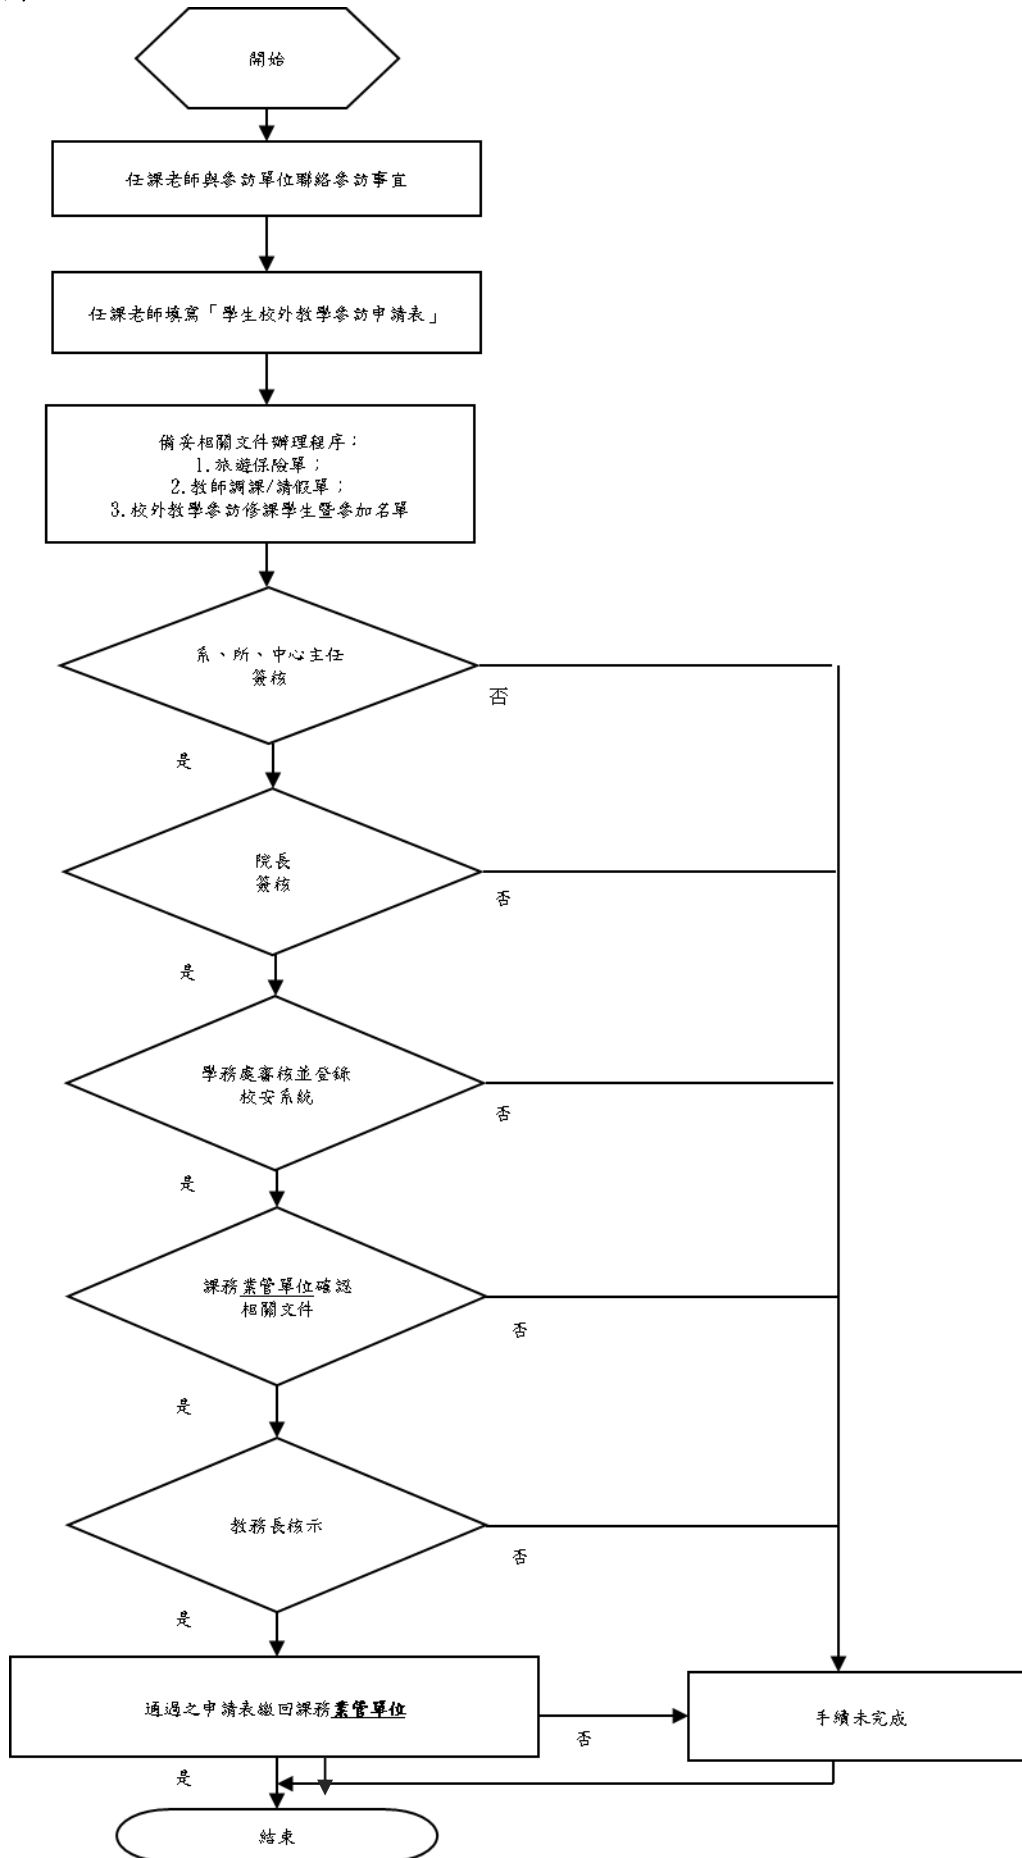 開始
任課老師與參訪單位聯絡參訪事宜
任課老師填寫「學生校外教學參訪申請表」
備妥相關文件辦理程序：
1.旅遊保險單；
2.教師調課/請假單；
3.校外教學參訪修課學生暨參加名單
系、所、中心主任
簽核
否
是
院長
簽核
否
是
學務處審核並登錄
校安系統
否
是
課務業管單位確認
相關文件
否
是
教務長核示
否
是
通過之申請表繳回課務業管單位
否
手續未完成
是
結束